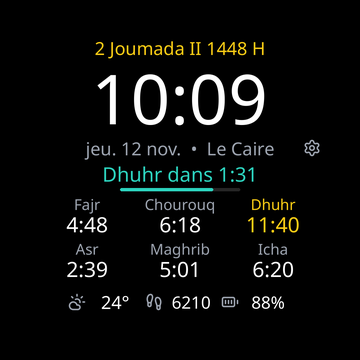 2 Joumada II 1448 H
10:09
jeu. 12 nov. • Le Caire
Dhuhr dans 1:31
Fajr Chourouq Dhuhr
4:48 6:18 11:40
Asr Maghrib Icha
2:39 5:01 6:20
24° 6210 88%